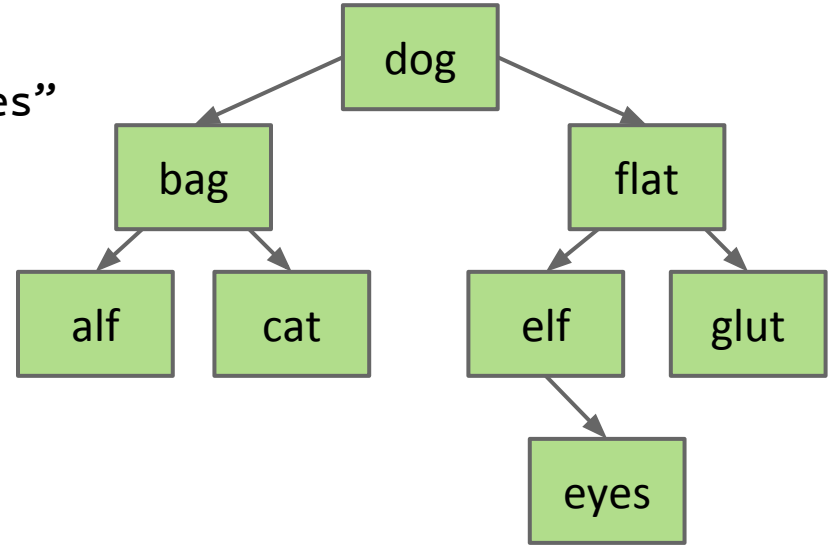 dog
es”
bag
flat
alf
cat
elf
glut
eyes